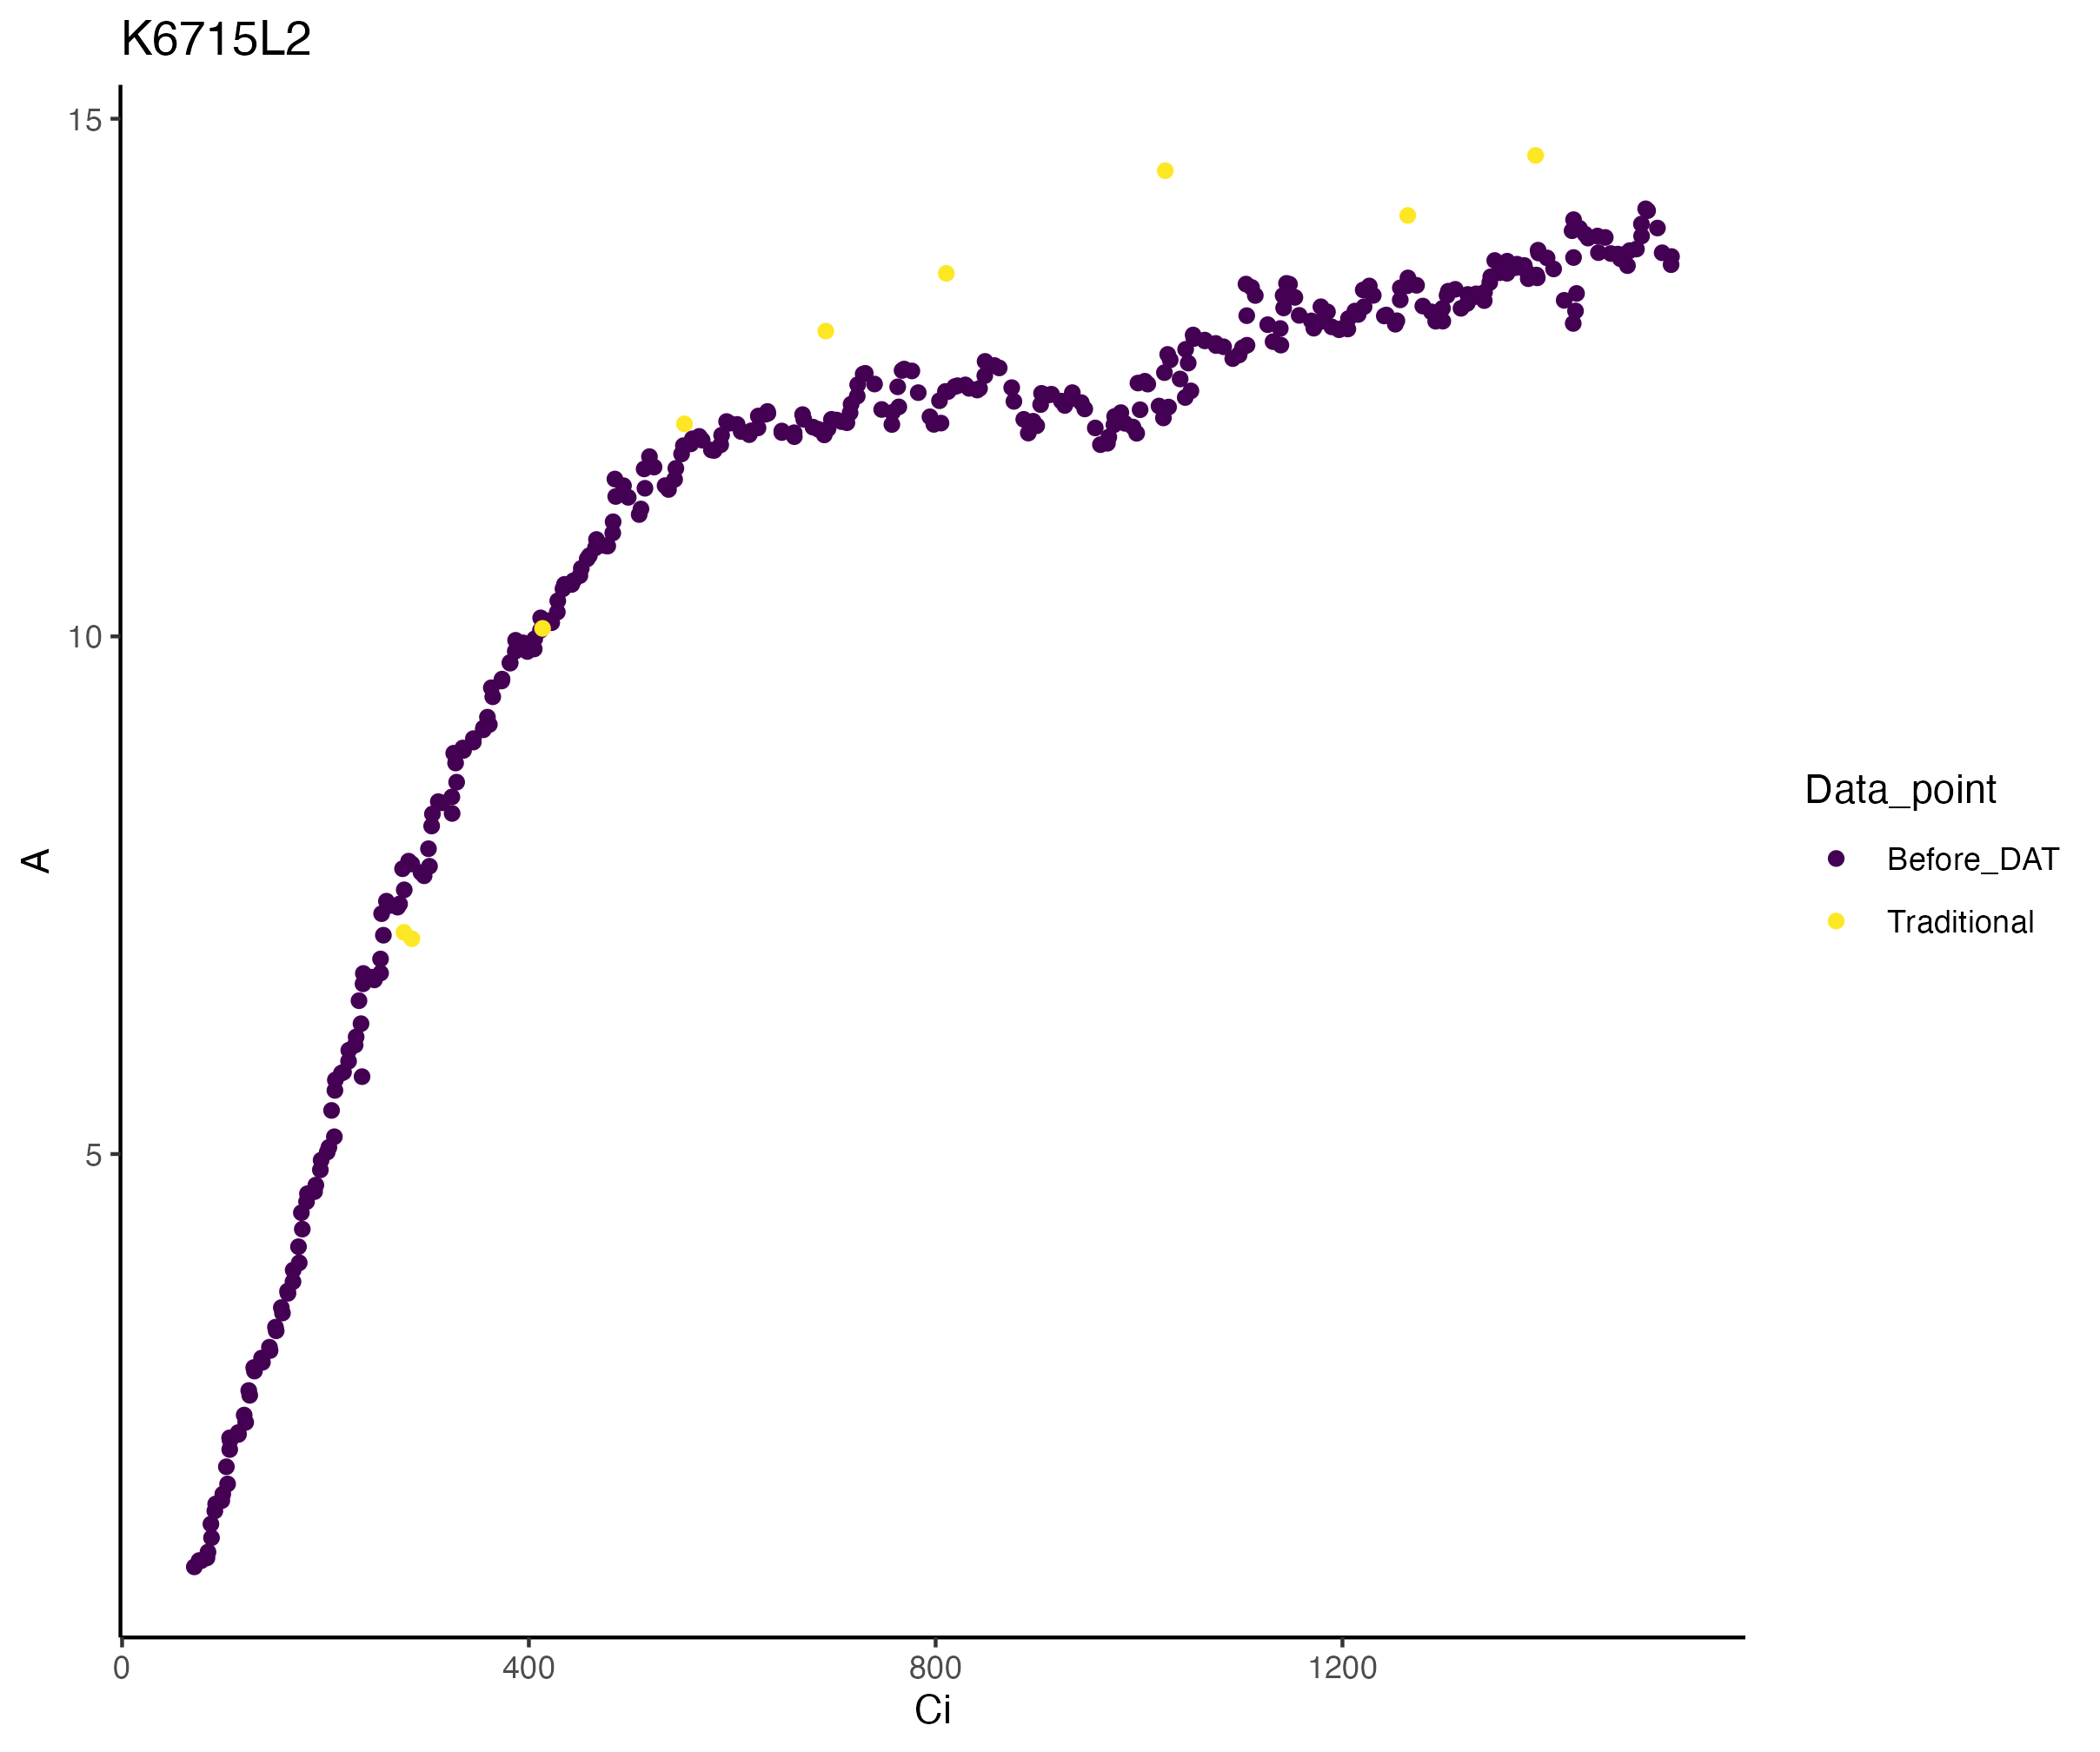 K6715L2
15
10
5
A
0
400
800
1200
Ci
Data_point
Before_DAT
Traditional